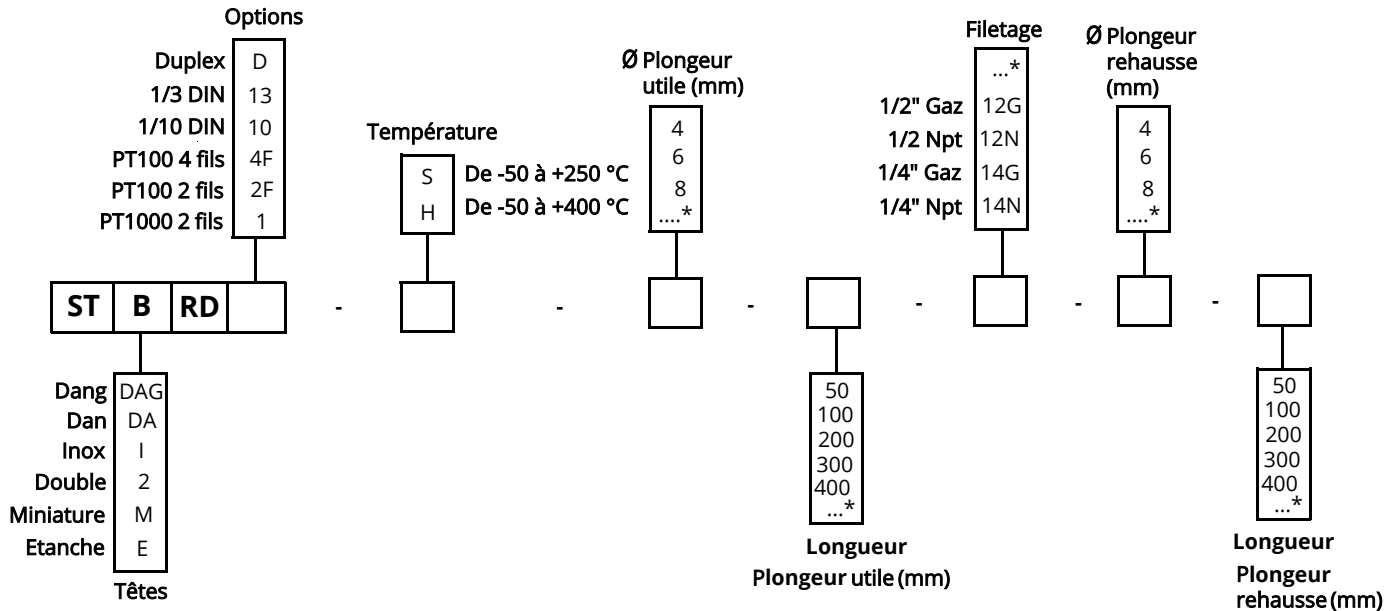 Options
Duplex D
1/3 DIN 13
1/10 DIN 10
PT100 4 fils 4F
PT100 2 fils 2F
PT1000 2 fils 1
Température
S De -50 à +250 °C
H De -50 à +400 °C
Ø Plongeur
utile (mm)
4
6
8
....*
Filetage
...*
1/2" Gaz 12G
1/2 Npt 12N
1/4" Gaz 14G
1/4" Npt 14N
Ø Plongeur
rehausse
(mm)
4
6
8
....*
ST B RD - - - - - -
Dang DAG
Dan DA
Inox I
Double 2
Miniature M
Etanche E
Têtes
50
100
200
300
400
...*
Longueur
Plongeur utile (mm)
50
100
200
300
400
...*
Longueur
Plongeur
rehausse (mm)